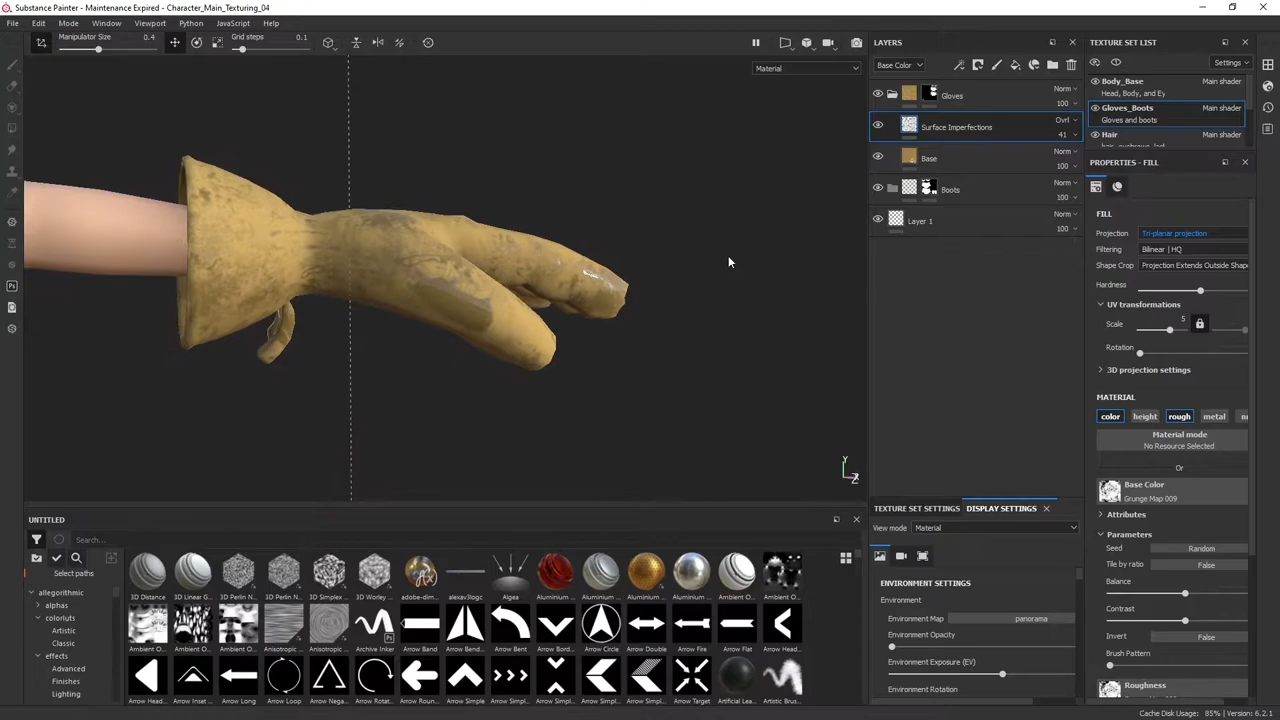 Substance Painter - Maintenance Expired - Character_Main_Texturing_04
File Edit Mode Window Viewport Python JavaScript Help
Manipulator Size 0.4 Grid steps 0.1
Material
LAYERS
Base Color
Gloves Norm 100
Surface Imperfections Ovrl 41
Base Norm 100
Boots Norm 100
Layer 1 Norm 100
TEXTURE SET LIST
Settings
Body_Base Main shader
Head, Body, and Ey
Gloves_Boots Main shader
Gloves and boots
Hair Main shader
PROPERTIES - FILL
FILL
Projection Tri-planar projection
Filtering Bilinear | HQ
Shape Crop Projection Extends Outside Shape
Hardness
UV transformations
Scale 5
Rotation
3D projection settings
MATERIAL
color height rough metal
Material mode
No Resource Selected
Or
Base Color
Grunge Map 009
Attributes
Parameters
Seed Random
Tile by ratio False
Balance
Contrast
Invert False
Brush Pattern
Roughness
Y
Z
TEXTURE SET SETTINGS DISPLAY SETTINGS
View mode Material
ENVIRONMENT SETTINGS
Environment
Environment Map panorama
Environment Opacity
Environment Exposure (EV)
Environment Rotation
UNTITLED
Search...
Select paths
allegorithmic
alphas
colorluts
Artistic
Classic
effects
Advanced
Finishes
Lighting
3D Distance 3D Linear G... 3D Perlin N... 3D Perlin N... 3D Simplex ... 3D Worley ... adobe-dim... alexav3logc Algea Aluminium ... Aluminium ... Aluminium ... Aluminium ... Ambient O... Ambient O...
Ambient O... Ambient O... Ambient O... Anisotropic ... Anisotropic ... Archive Inker Arrow Band Arrow Bend... Arrow Bent Arrow Bord... Arrow Circle Arrow Double Arrow Flat Arrow Head...
Arrow Head... Arrow Inset ... Arrow Long Arrow Loop Arrow Nega... Arrow Rotat... Arrow Simple Arrow Simp... Arrow Simp... Arrow Simp... Arrow Simp... Arrow Target Artificial Lea... Artistic Brus...
Cache Disk Usage: 85% | Version: 6.2.1